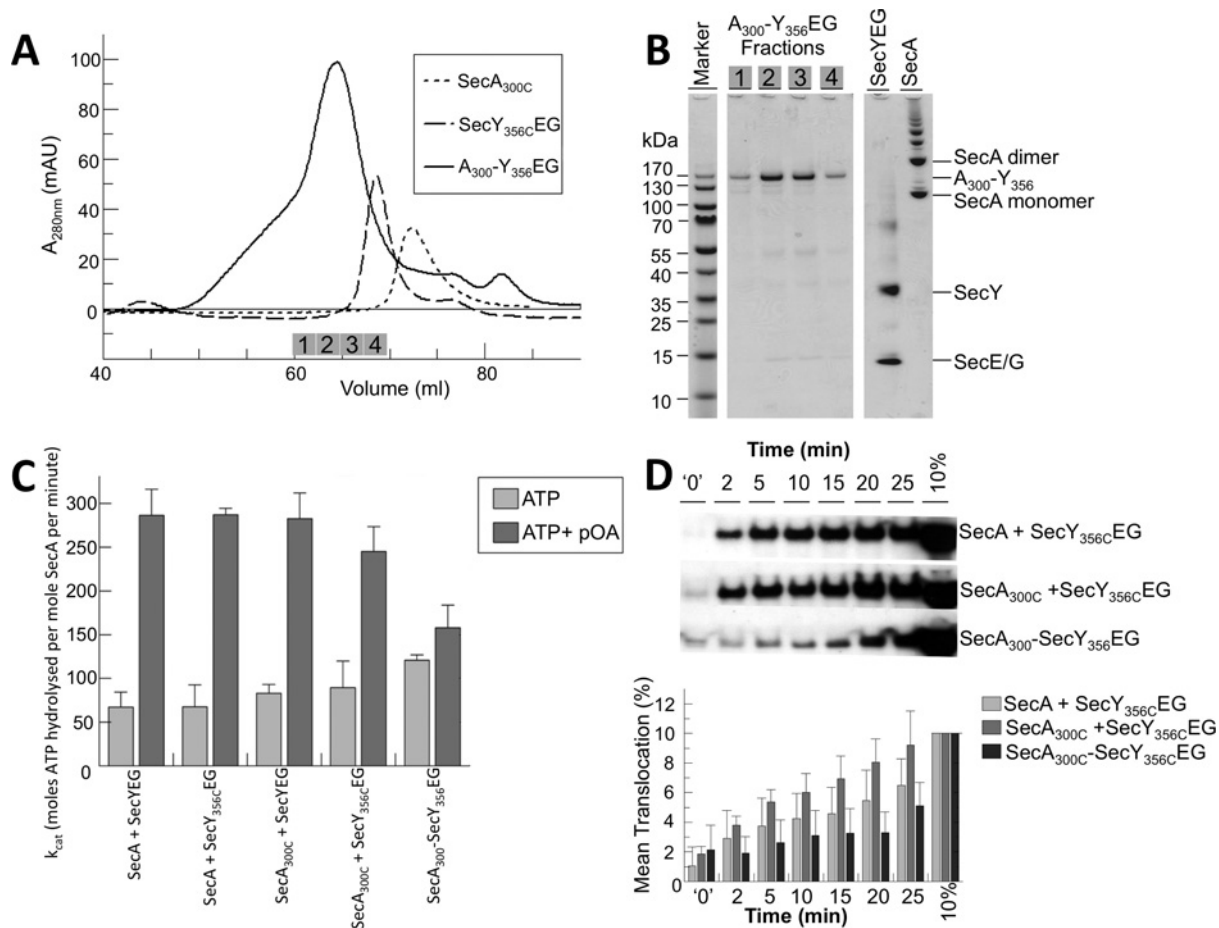 A
A280nm (mAU)
100
80
60
40
20
0
SecA300C
SecY356CEG
A300-Y356EG
1 2 3 4
40 60 80
Volume (ml)
B
Marker
A300-Y356EG
Fractions
1 2 3 4
SecYEG
SecA
kDa
170
130
100
70
55
40
35
25
15
10
SecA dimer
A300-Y356
SecA monomer
SecY
SecE/G
C
kcat (moles ATP hydrolysed per mole SecA per minute)
300
250
200
150
100
50
0
ATP
ATP+ pOA
SecA + SecYEG
SecA + SecY356CEG
SecA300C + SecYEG
SecA300C + SecY356CEG
SecA300-SecY356EG
D
Time (min)
'0' 2 5 10 15 20 25 10%
SecA + SecY356CEG
SecA300C +SecY356CEG
SecA300-SecY356EG
Mean Translocation (%)
12
10
8
6
4
2
0
SecA + SecY356CEG
SecA300C +SecY356CEG
SecA300C-SecY356CEG
'0' 2 5 10 15 20 25 10%
Time (min)